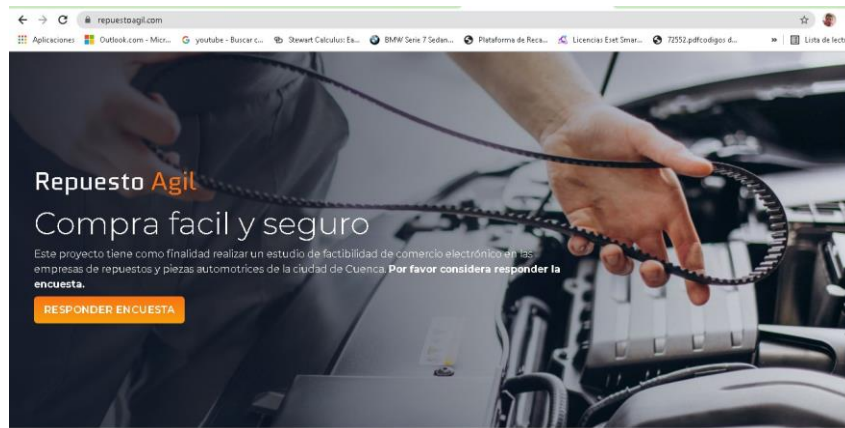 repuestoagil.com
Aplicaciones Outlook.com - Micr... youtube - Buscar c... Stewart Calculus: Ea... BMW Serie 7 Sedan... Plataforma de Reca... Licencias Eset Smar... 72552.pdfcodigos d... » Lista de lect
Repuesto Agil
Compra facil y seguro
Este proyecto tiene como finalidad realizar un estudio de factibilidad de comercio electrónico en las
empresas de repuestos y piezas automotrices de la ciudad de Cuenca. Por favor considera responder la
encuesta.
RESPONDER ENCUESTA